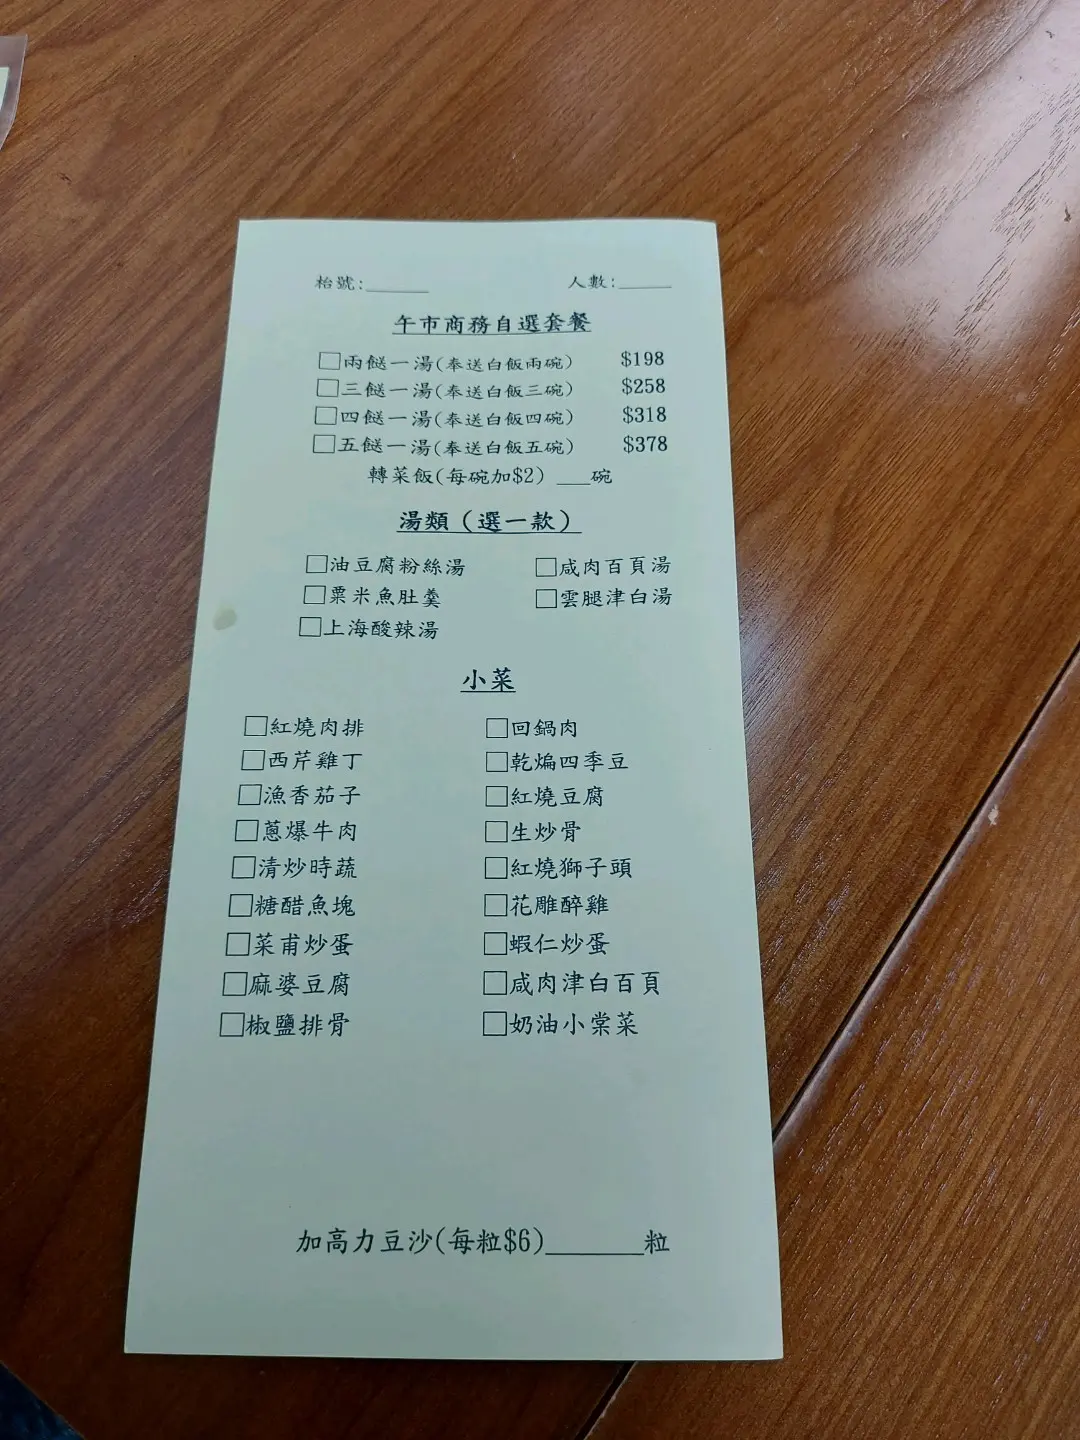 枱號:______ 人數:______
午市商務自選套餐
□兩餸一湯(奉送白飯兩碗) $198
□三餸一湯(奉送白飯三碗) $258
□四餸一湯(奉送白飯四碗) $318
□五餸一湯(奉送白飯五碗) $378
轉菜飯(每碗加$2) ___碗
湯類(選一款)
□油豆腐粉絲湯 □咸肉百頁湯
□粟米魚肚羹 □雲腿津白湯
□上海酸辣湯
小菜
□紅燒肉排 □回鍋肉
□西芹雞丁 □乾煸四季豆
□漁香茄子 □紅燒豆腐
□蔥爆牛肉 □生炒骨
□清炒時蔬 □紅燒獅子頭
□糖醋魚塊 □花雕醉雞
□菜甫炒蛋 □蝦仁炒蛋
□麻婆豆腐 □咸肉津白百頁
□椒鹽排骨 □奶油小棠菜
加高力豆沙(每粒$6)_______粒